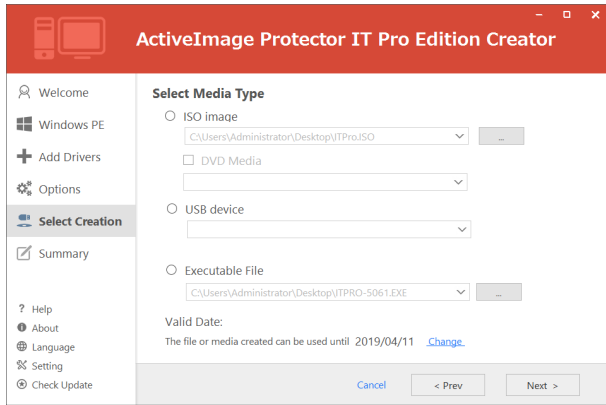 ActiveImage Protector IT Pro Edition Creator
Welcome
Windows PE
Add Drivers
Options
Select Creation
Summary
? Help
About
Language
Setting
Check Update
Select Media Type
ISO image
C:\Users\Administrator\Desktop\ITPro.ISO
...
DVD Media
USB device
Executable File
C:\Users\Administrator\Desktop\ITPRO-5061.EXE
...
Valid Date:
The file or media created can be used until 2019/04/11 Change
Cancel
< Prev
Next >